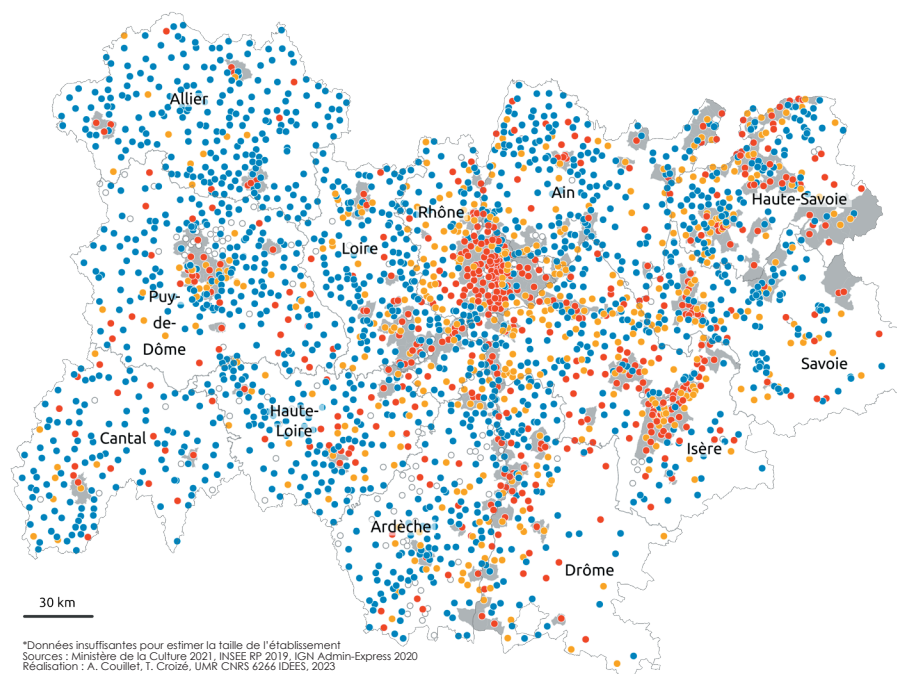 Allier
Ain
Haute-Savoie
Rhône
Loire
Puy-
de-
Dôme
Savoie
Haute-
Loire
Cantal
Isère
Ardèche
Drôme
30 km
*Données insuffisantes pour estimer la taille de l'établissement
Sources : Ministère de la Culture 2021, INSEE RP 2019, IGN Admin-Express 2020
Réalisation : A. Couillet, T. Croizé, UMR CNRS 6266 IDEES, 2023